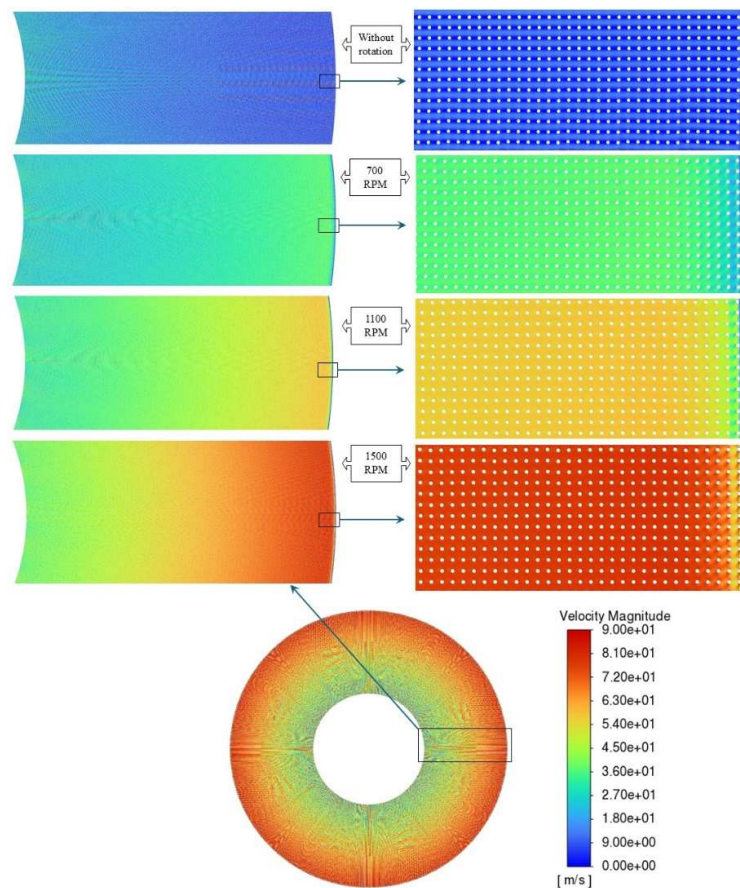 Without
rotation
700
RPM
1100
RPM
1500
RPM
Velocity Magnitude
9.00e+01
8.10e+01
7.20e+01
6.30e+01
5.40e+01
4.50e+01
3.60e+01
2.70e+01
1.80e+01
9.00e+00
0.00e+00
[ m/s ]